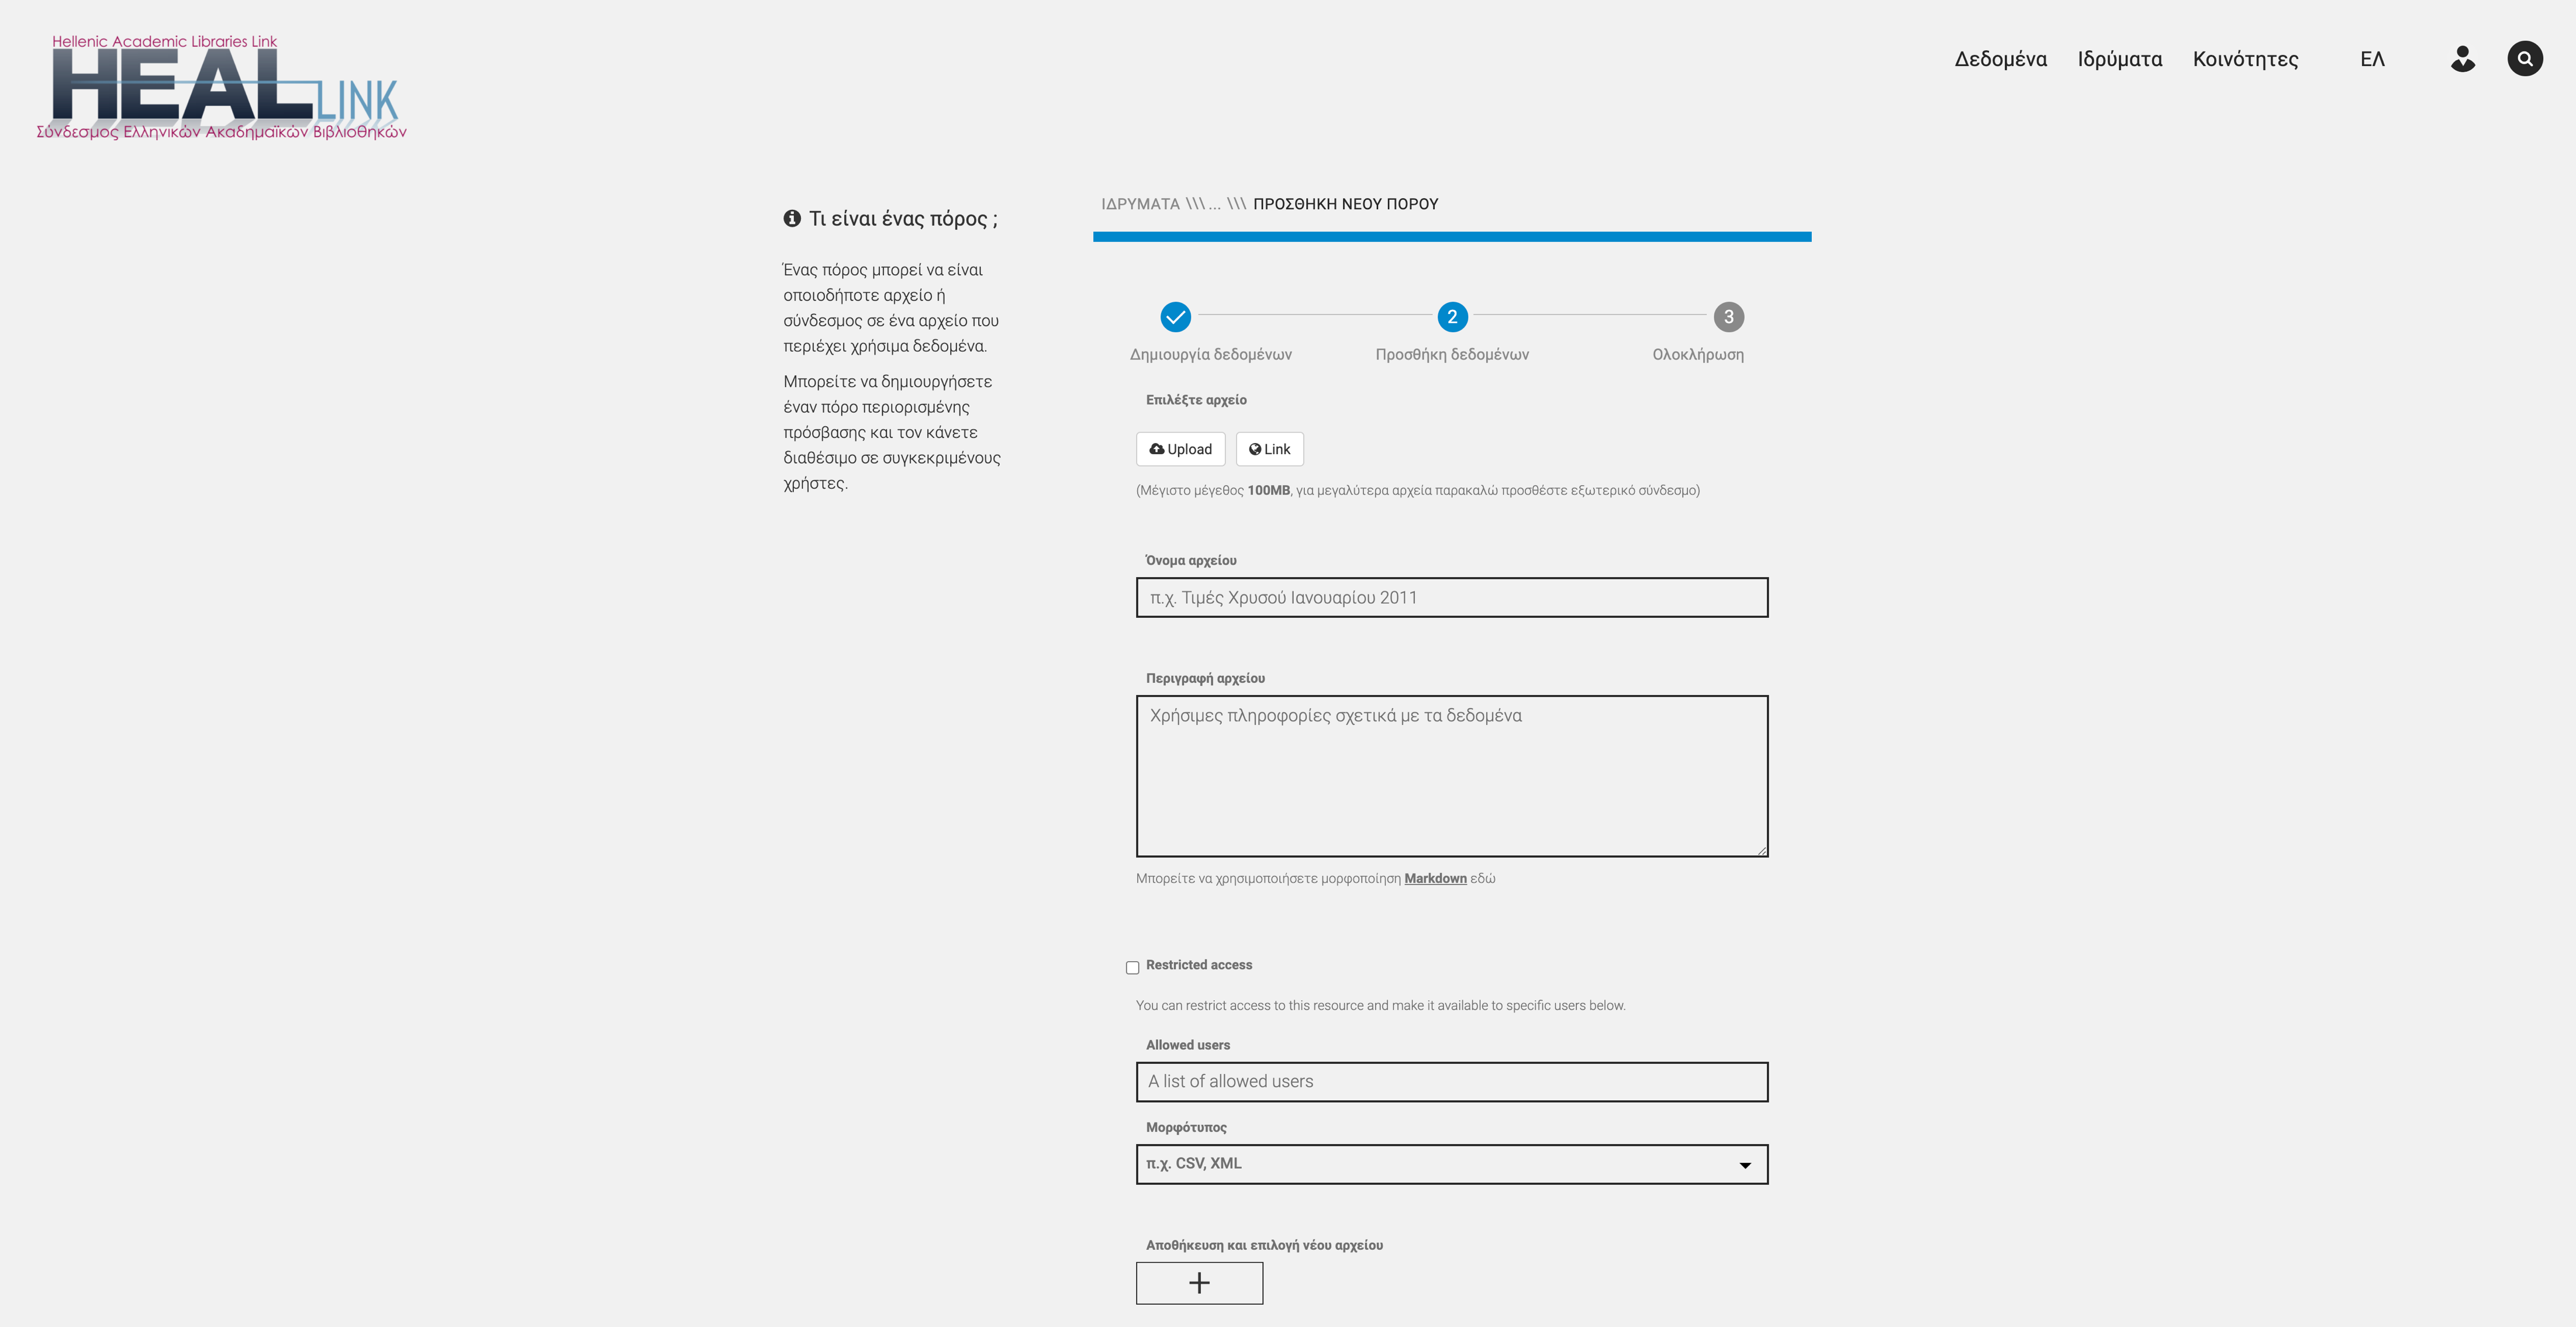 Hellenic Academic Libraries Link
HEAL LINK
Σύνδεσμος Ελληνικών Ακαδημαϊκών Βιβλιοθηκών
Δεδομένα Ιδρύματα Κοινότητες ΕΛ
Τι είναι ένας πόρος ;
Ένας πόρος μπορεί να είναι
οποιοδήποτε αρχείο ή
σύνδεσμος σε ένα αρχείο που
περιέχει χρήσιμα δεδομένα.
Μπορείτε να δημιουργήσετε
έναν πόρο περιορισμένης
πρόσβασης και τον κάνετε
διαθέσιμο σε συγκεκριμένους
χρήστες.
ΙΔΡΥΜΑΤΑ \\\ ... \\\ ΠΡΟΣΘΗΚΗ ΝΕΟΥ ΠΟΡΟΥ
2 3
Δημιουργία δεδομένων Προσθήκη δεδομένων Ολοκλήρωση
Επιλέξτε αρχείο
Upload Link
(Μέγιστο μέγεθος 100MB, για μεγαλύτερα αρχεία παρακαλώ προσθέστε εξωτερικό σύνδεσμο)
Όνομα αρχείου
π.χ. Τιμές Χρυσού Ιανουαρίου 2011
Περιγραφή αρχείου
Χρήσιμες πληροφορίες σχετικά με τα δεδομένα
Μπορείτε να χρησιμοποιήσετε μορφοποίηση Markdown εδώ
Restricted access
You can restrict access to this resource and make it available to specific users below.
Allowed users
A list of allowed users
Μορφότυπος
π.χ. CSV, XML
Αποθήκευση και επιλογή νέου αρχείου
+